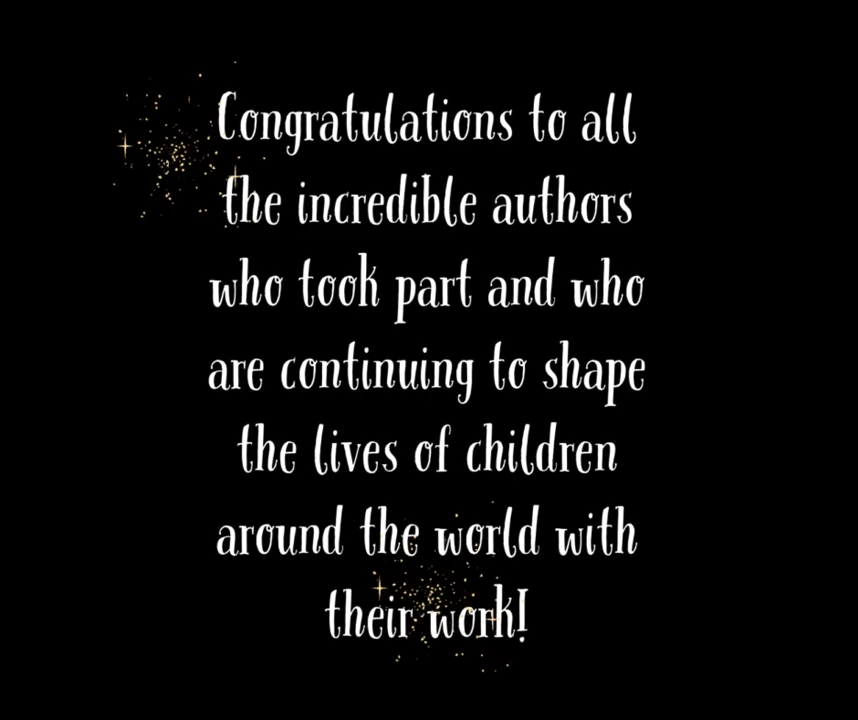 Congratulations to all
the incredible authors
who took part and who
are continuing to shape
the lives of children
around the world with
their work!